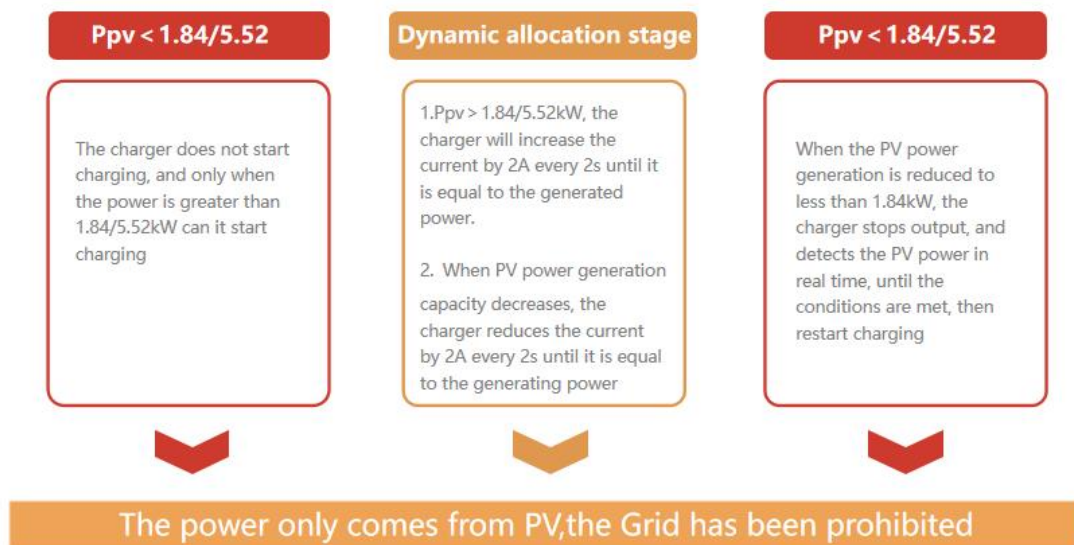 Ppv < 1.84/5.52
The charger does not start
charging, and only when
the power is greater than
1.84/5.52kW can it start
charging
Dynamic allocation stage
1.Ppv > 1.84/5.52kW, the
charger will increase the
current by 2A every 2s until it
is equal to the generated
power.
2. When PV power generation
capacity decreases, the
charger reduces the current
by 2A every 2s until it is equal
to the generating power
Ppv < 1.84/5.52
When the PV power
generation is reduced to
less than 1.84kW, the
charger stops output, and
detects the PV power in
real time, until the
conditions are met, then
restart charging
The power only comes from PV,the Grid has been prohibited